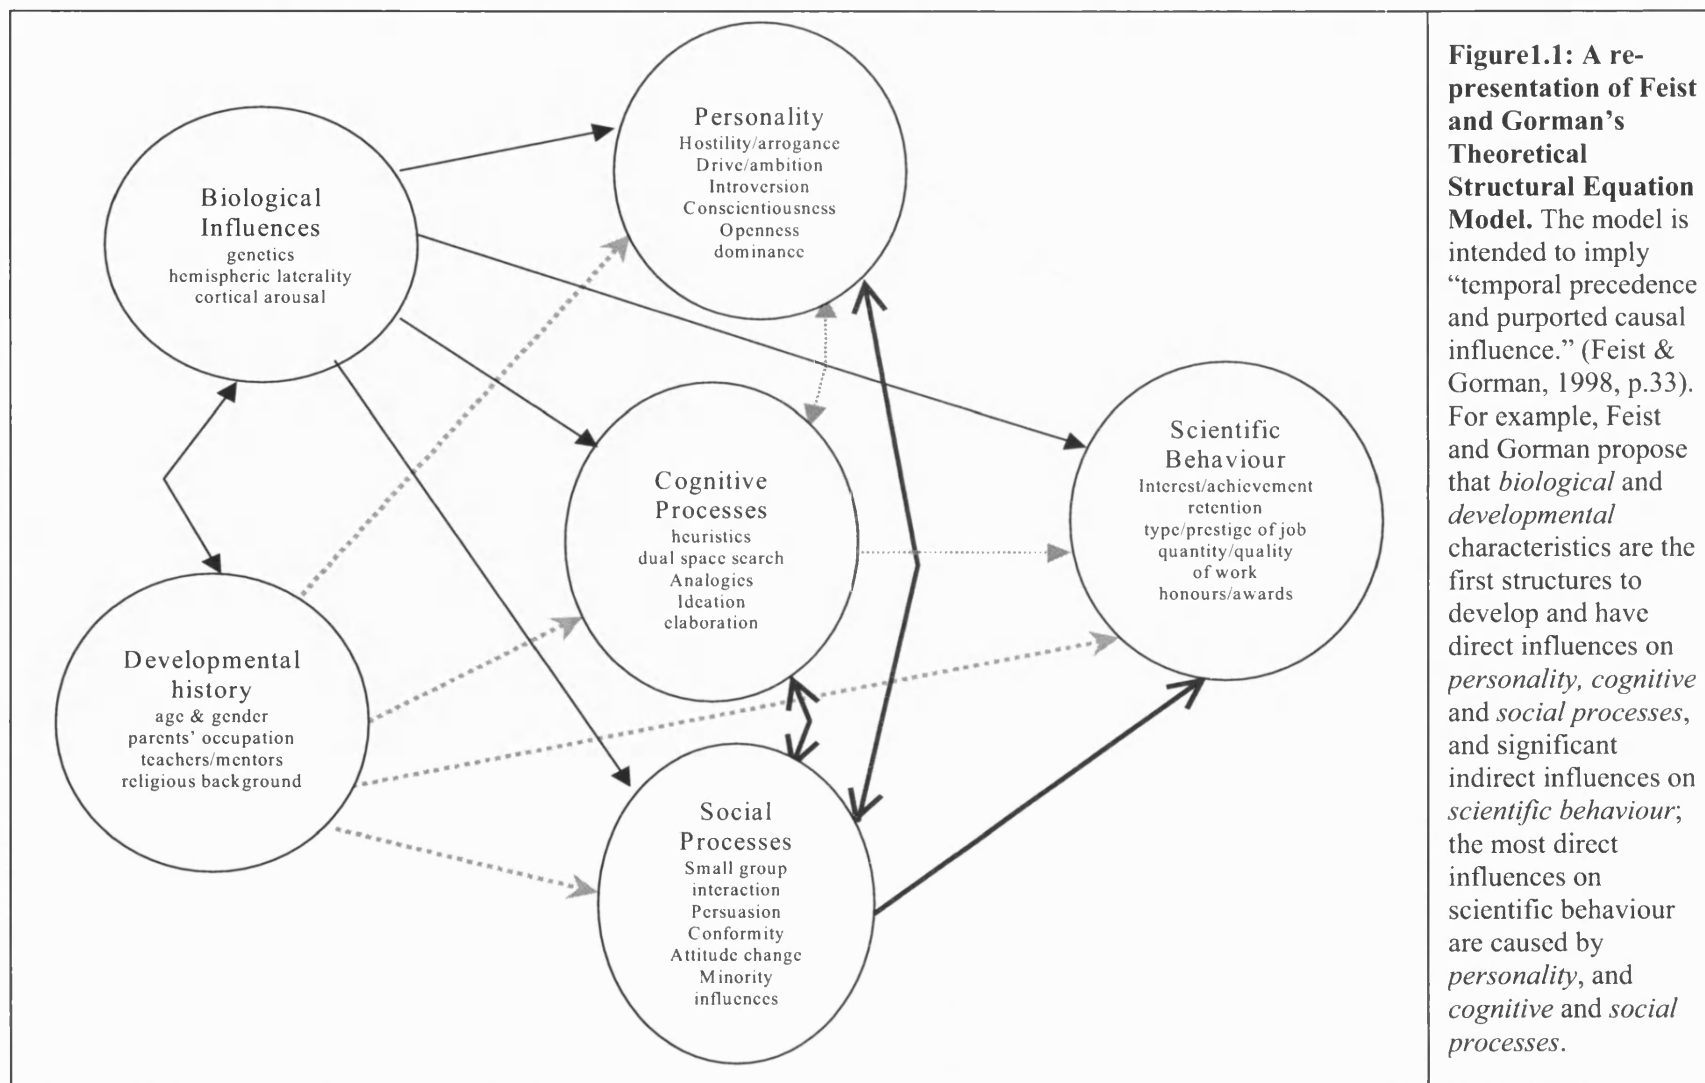 Biological
Influences
genetics
hemispheric laterality
cortical arousal
Personality
Hostility/arrogance
Drive/ambition
Introversion
Conscientiousness
Openness
dominance
Cognitive
Processes
heuristics
dual space search
Analogies
Ideation
elaboration
Scientific
Behaviour
Interest/achievement
retention
type/prestige of job
quantity/quality
of work
honours/awards
Developmental
history
age & gender
parents' occupation
teachers/mentors
religious background
Social
Processes
Small group
interaction
Persuasion
Conformity
Attitude change
Minority
influences
Figure1.1: A re-
presentation of Feist
and Gorman's
Theoretical
Structural Equation
Model. The model is
intended to imply
“temporal precedence
and purported causal
influence.” (Feist &
Gorman, 1998, p.33).
For example, Feist
and Gorman propose
that biological and
developmental
characteristics are the
first structures to
develop and have
direct influences on
personality, cognitive
and social processes,
and significant
indirect influences on
scientific behaviour;
the most direct
influences on
scientific behaviour
are caused by
personality, and
cognitive and social
processes.